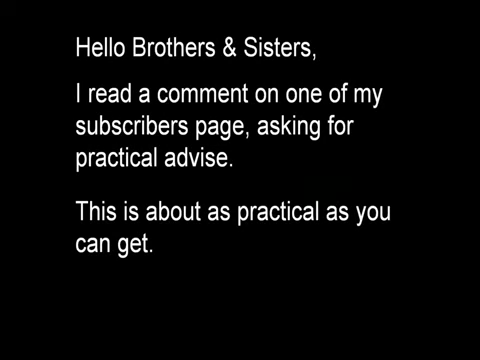 Hello Brothers & Sisters,
I read a comment on one of my
subscribers page, asking for
practical advise.
This is about as practical as you
can get.